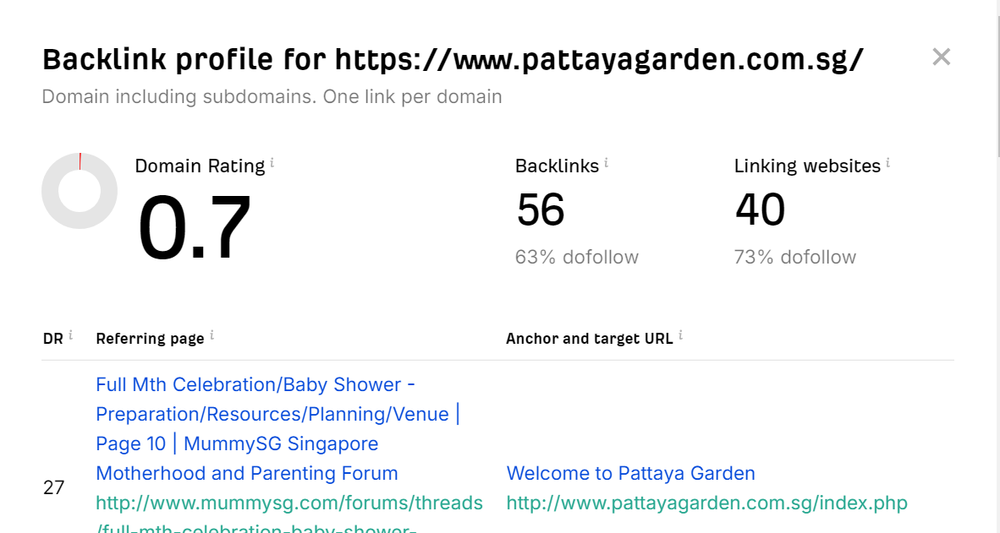 Backlink profile for https://www.pattayagarden.com.sg/
Domain including subdomains. One link per domain
Domain Rating i
0.7
Backlinks i
56
63% dofollow
Linking websites i
40
73% dofollow
DR i
Referring page i
Anchor and target URL i
27
Full Mth Celebration/Baby Shower -
Preparation/Resources/Planning/Venue |
Page 10 | MummySG Singapore
Motherhood and Parenting Forum
http://www.mummysg.com/forums/threads
/full-mth-celebration-baby-shower-
Welcome to Pattaya Garden
http://www.pattayagarden.com.sg/index.php